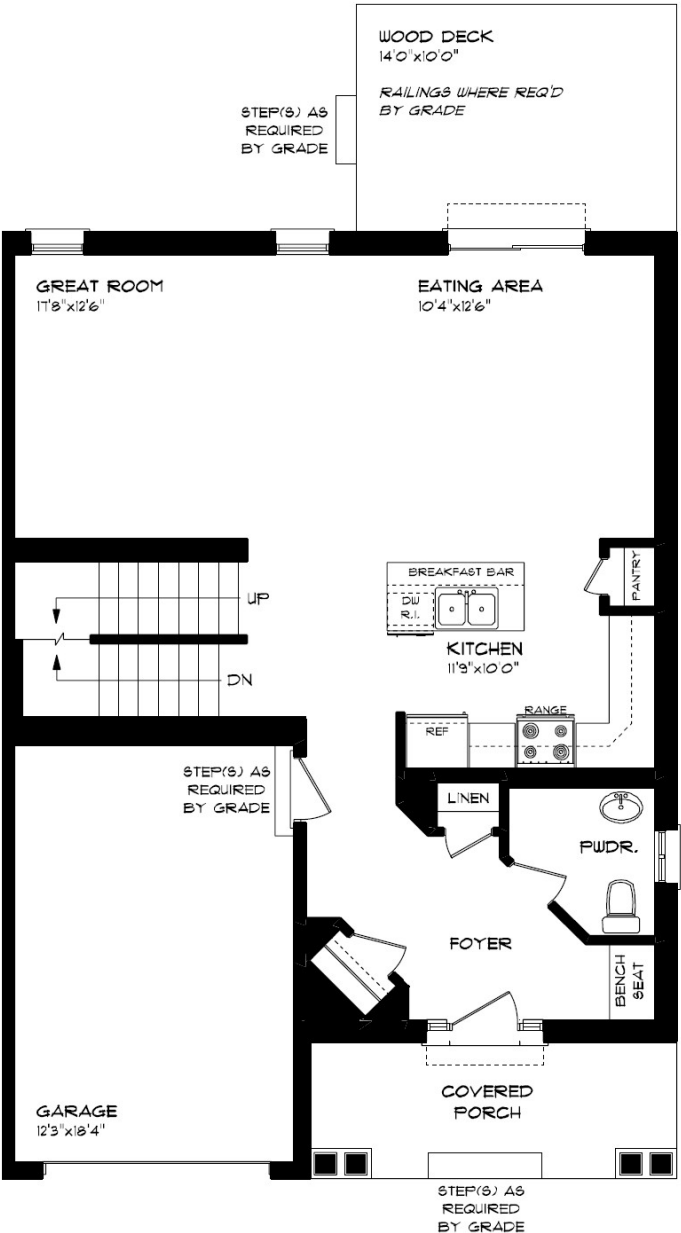 WOOD DECK
14'0"x10'0"
RAILINGS WHERE REQ'D
BY GRADE
STEP(S) AS
REQUIRED
BY GRADE
GREAT ROOM
17'8"x12'6"
EATING AREA
10'4"x12'6"
BREAKFAST BAR
DW
R.I.
PANTRY
UP
KITCHEN
11'9"x10'0"
DN
REF
RANGE
STEP(S) AS
REQUIRED
BY GRADE
LINEN
PWDR.
FOYER
BENCH
SEAT
COVERED
PORCH
GARAGE
12'3"x18'4"
STEP(S) AS
REQUIRED
BY GRADE